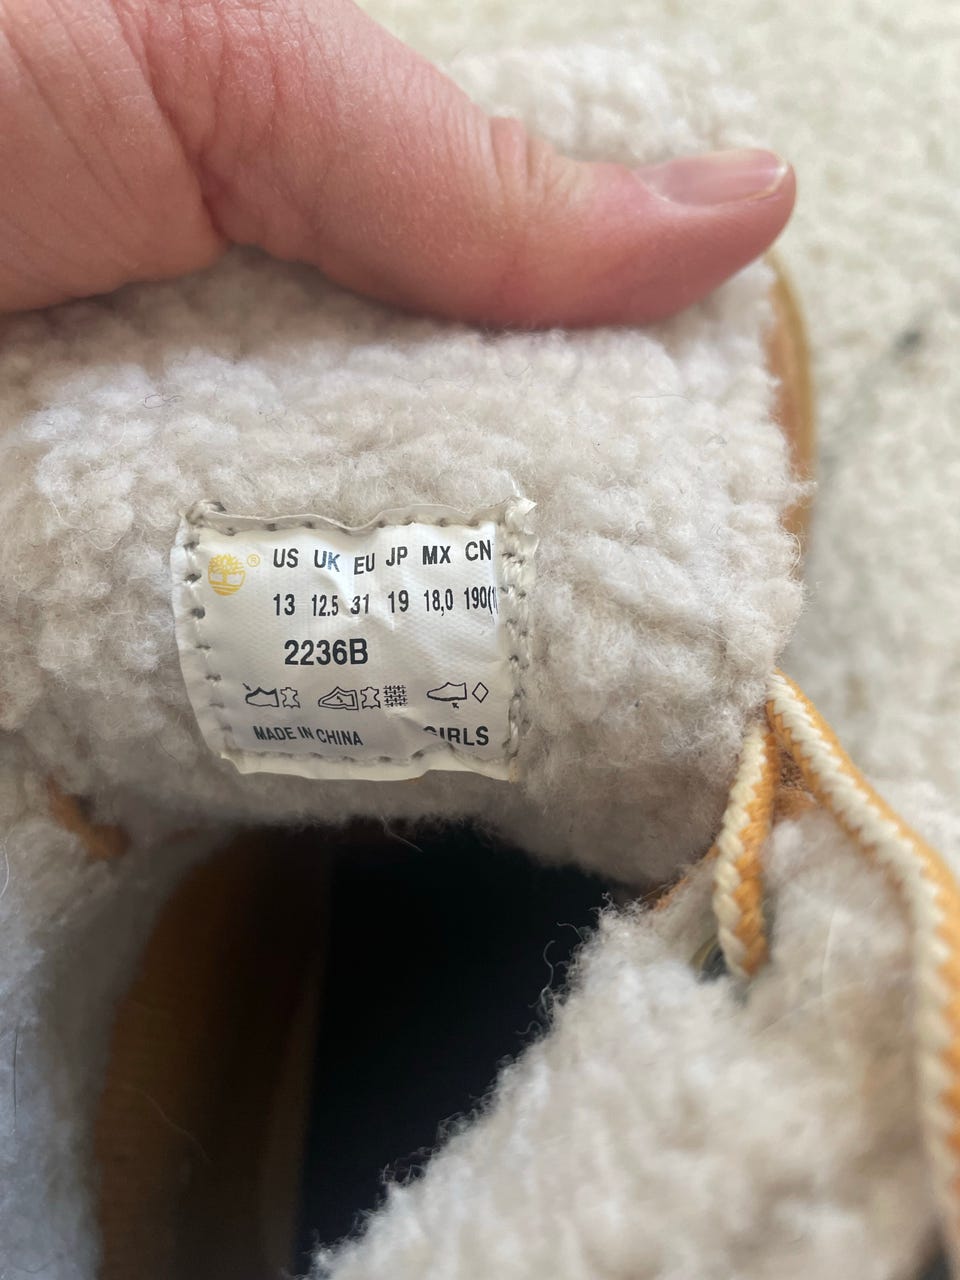 ® US UK EU JP MX CN
13 12.5 31 19 18,0
2236B
MADE IN CHINA